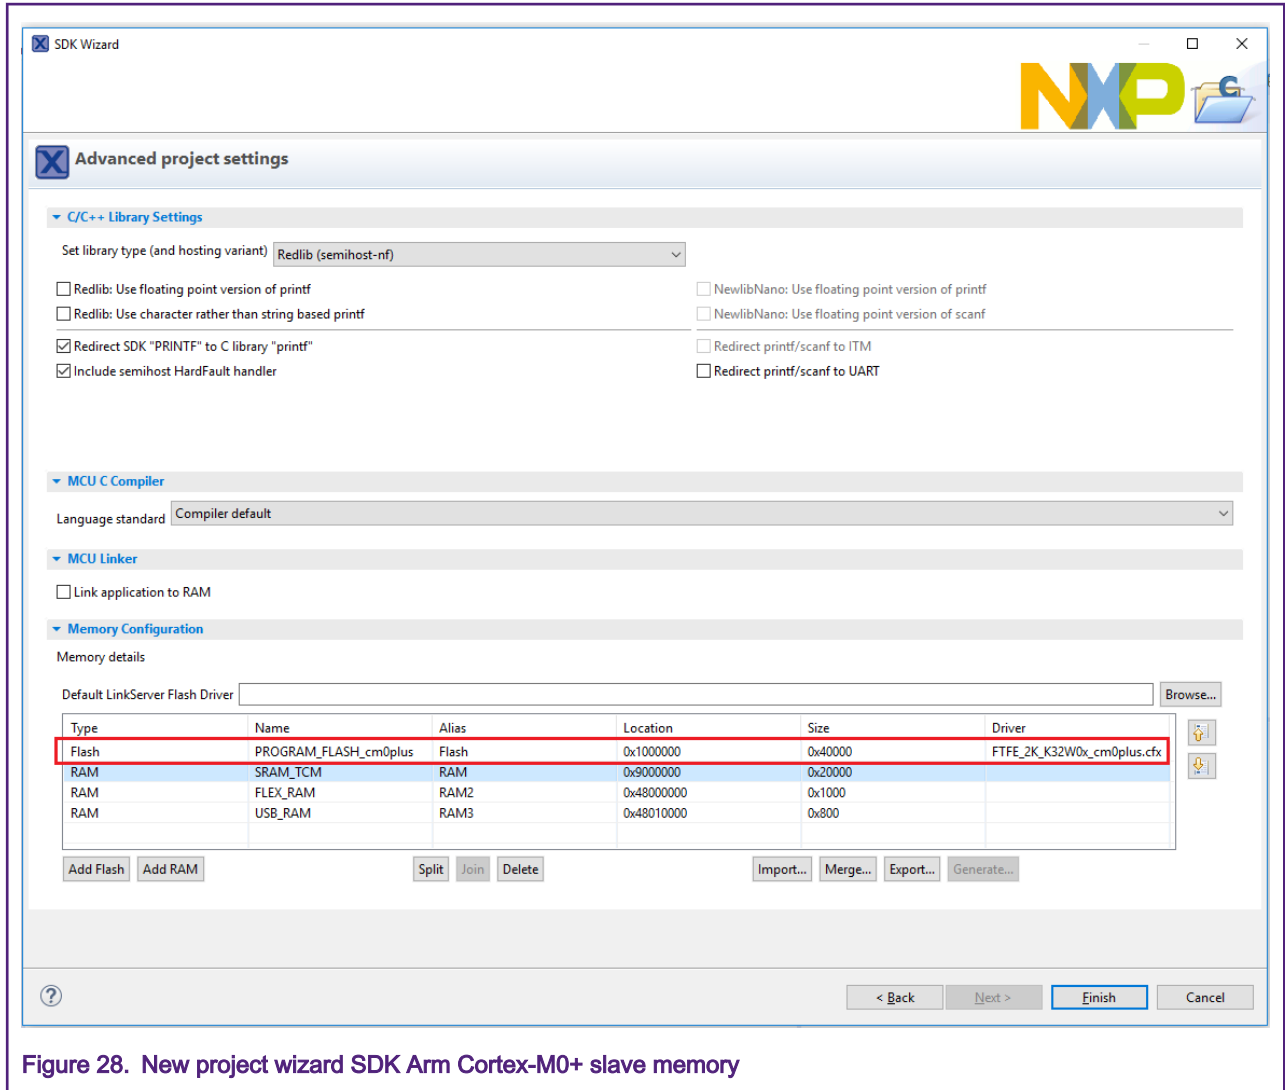 SDK Wizard
NXP
C
Advanced project settings
C/C++ Library Settings
Set library type (and hosting variant) Redlib (semihost-nf)
Redlib: Use floating point version of printf NewlibNano: Use floating point version of printf
Redlib: Use character rather than string based printf NewlibNano: Use floating point version of scanf
Redirect SDK "PRINTF" to C library "printf" Redirect printf/scanf to ITM
Include semihost HardFault handler Redirect printf/scanf to UART
MCU C Compiler
Language standard Compiler default
MCU Linker
Link application to RAM
Memory Configuration
Memory details
Default LinkServer Flash Driver Browse...
Type Name Alias Location Size Driver
Flash PROGRAM_FLASH_cm0plus Flash 0x1000000 0x40000 FTFE_2K_K32W0x_cm0plus.cfx
RAM SRAM_TCM RAM 0x9000000 0x20000
RAM FLEX_RAM RAM2 0x48000000 0x1000
RAM USB_RAM RAM3 0x48010000 0x800
Add Flash Add RAM Split Join Delete Import... Merge... Export... Generate...
? < Back Next > Finish Cancel
Figure 28. New project wizard SDK Arm Cortex-M0+ slave memory